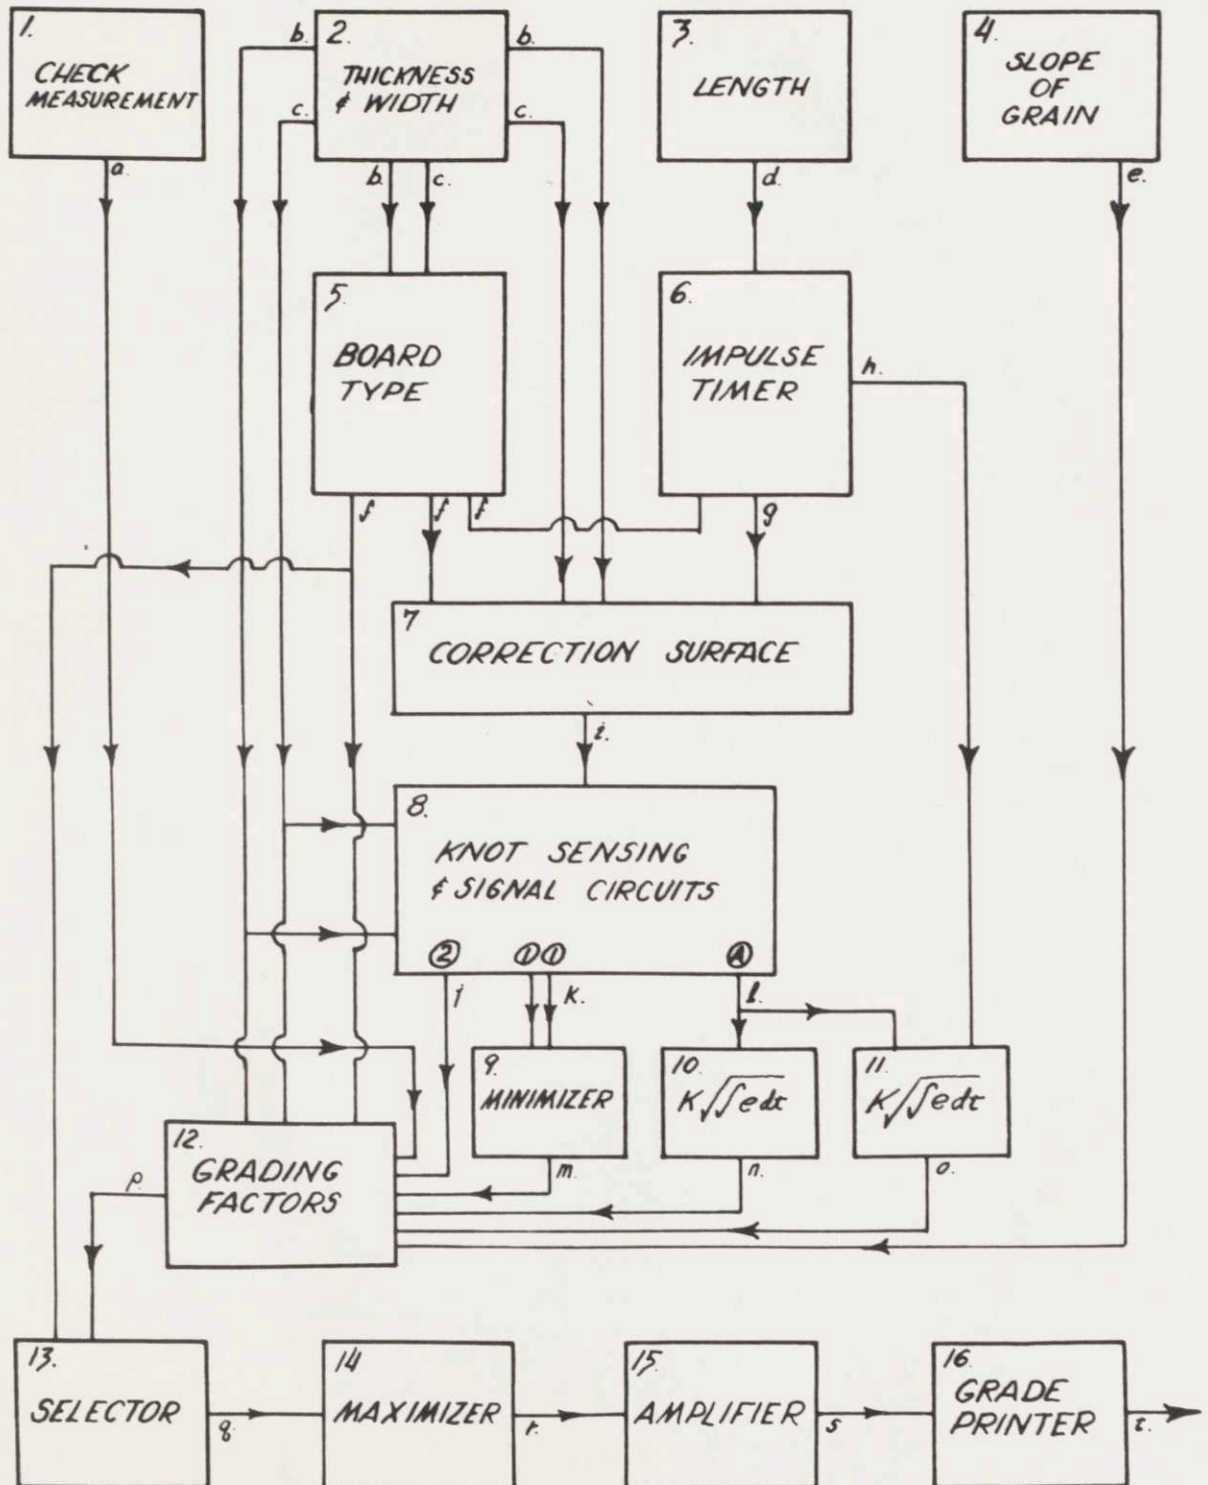 1.
CHECK
MEASUREMENT
a.
b.
c.
2.
THICKNESS
& WIDTH
b.
c.
b.
c.
3.
LENGTH
d.
4.
SLOPE
OF
GRAIN
e.
5.
BOARD
TYPE
f
f
f
6.
IMPULSE
TIMER
h.
g
7
CORRECTION SURFACE
i.
8.
KNOT SENSING
& SIGNAL CIRCUITS
2 1 1 A
j
k.
l.
9.
MINIMIZER
m.
10.
K√∫edt
n.
11.
K√∫edt
o.
12.
GRADING
FACTORS
p.
13.
SELECTOR
q.
14
MAXIMIZER
r.
15
AMPLIFIER
s
16.
GRADE
PRINTER
t.